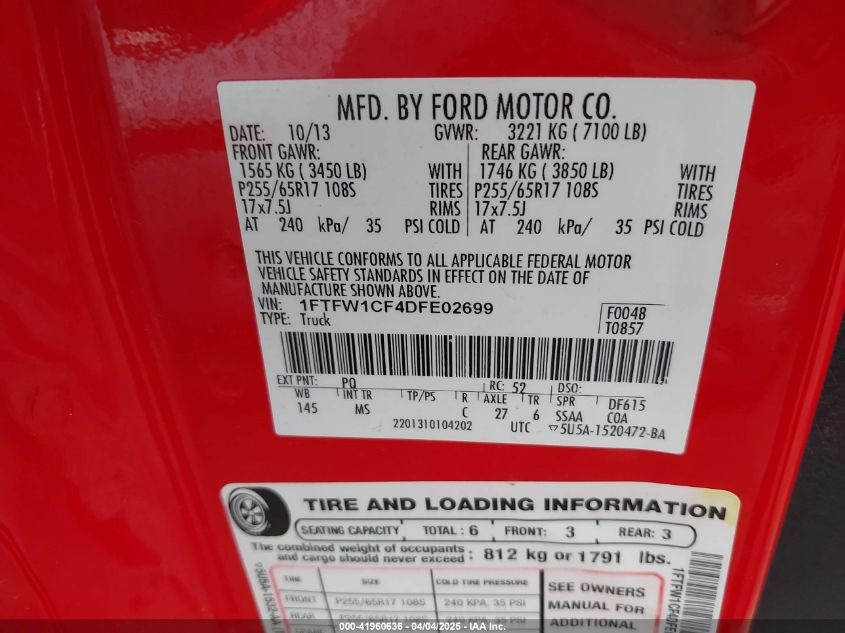 MFD. BY FORD MOTOR CO.
DATE: 10/13 GVWR: 3221 KG ( 7100 LB)
FRONT GAWR: REAR GAWR:
1565 KG ( 3450 LB) WITH 1746 KG ( 3850 LB) WITH
P255/65R17 108S TIRES P255/65R17 108S TIRES
17x7.5J RIMS 17x7.5J RIMS
AT 240 kPa/ 35 PSI COLD AT 240 kPa/ 35 PSI COLD
THIS VEHICLE CONFORMS TO ALL APPLICABLE FEDERAL MOTOR
VEHICLE SAFETY STANDARDS IN EFFECT ON THE DATE OF
MANUFACTURE SHOWN ABOVE.
VIN: 1FTFW1CF4DFE02699 F0048
TYPE: Truck T0857
EXT PNT: PQ RC: 52 DSO:
WB INT TR TP/PS R AXLE TR SPR DF615
145 MS C 27 6 SSAA COA
2201310104202 UTC ▽5U5A-1520472-BA
TIRE AND LOADING INFORMATION
SEATING CAPACITY TOTAL : 6 FRONT: 3 REAR: 3
The combined weight of occupants
and cargo should never exceed : 812 kg or 1791 lbs.
TIRE SIZE COLD TIRE PRESSURE SEE OWNERS
FRONT P255/65R17 108S 240 KPA, 35 PSI MANUAL FOR
REAR P255/65R17 108S 240 KPA, 35 PSI ADDITIONAL
000-41960636 - 04/04/2025 - IAA Inc.